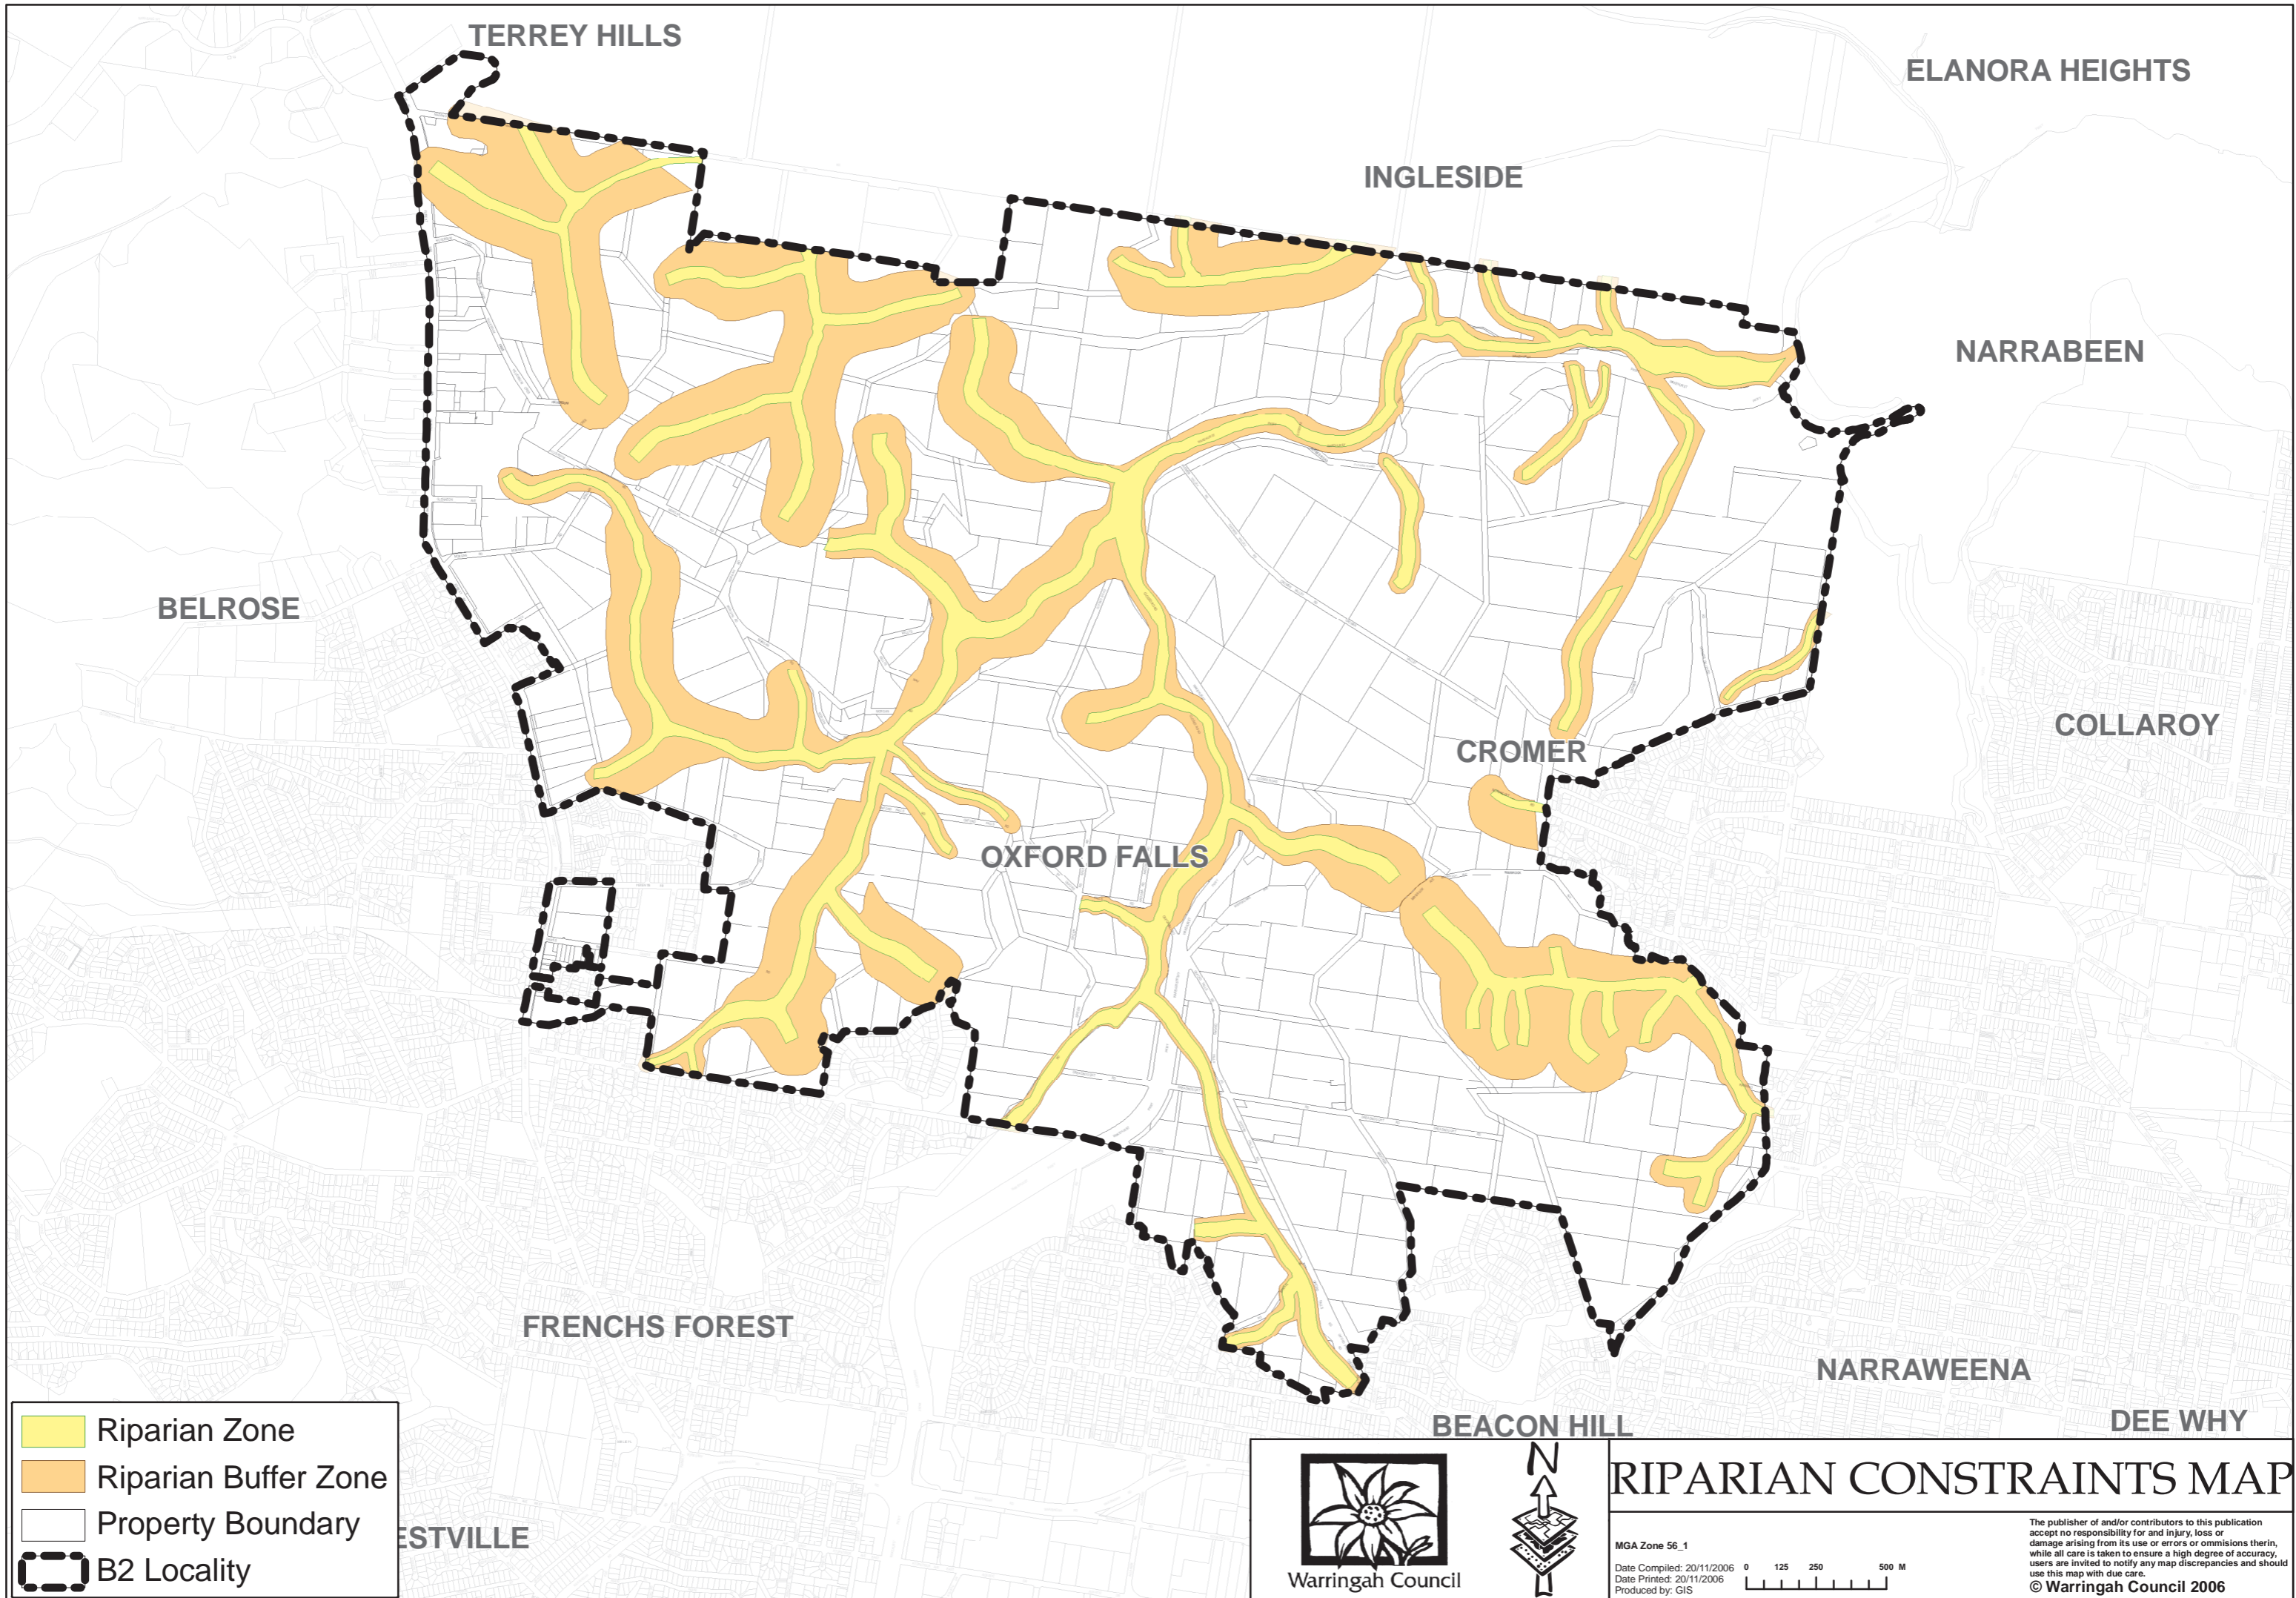 TERREY HILLS
ELANORA HEIGHTS
INGLESIDE
NARRABEEN
BELROSE
COLLAROY
CROMER
OXFORD FALLS
FRENCHS FOREST
NARRAWEENA
BEACON HILL
DEE WHY
ESTVILLE
Riparian Zone
Riparian Buffer Zone
Property Boundary
B2 Locality
Warringah Council
N
RIPARIAN CONSTRAINTS MAP
MGA Zone 56_1
Date Compiled: 20/11/2006
Date Printed: 20/11/2006
Produced by: GIS
0 125 250 500 M
The publisher of and/or contributors to this publication
accept no responsibility for and injury, loss or
damage arising from its use or errors or ommisions therin,
while all care is taken to ensure a high degree of accuracy,
users are invited to notify any map discrepancies and should
use this map with due care.
© Warringah Council 2006